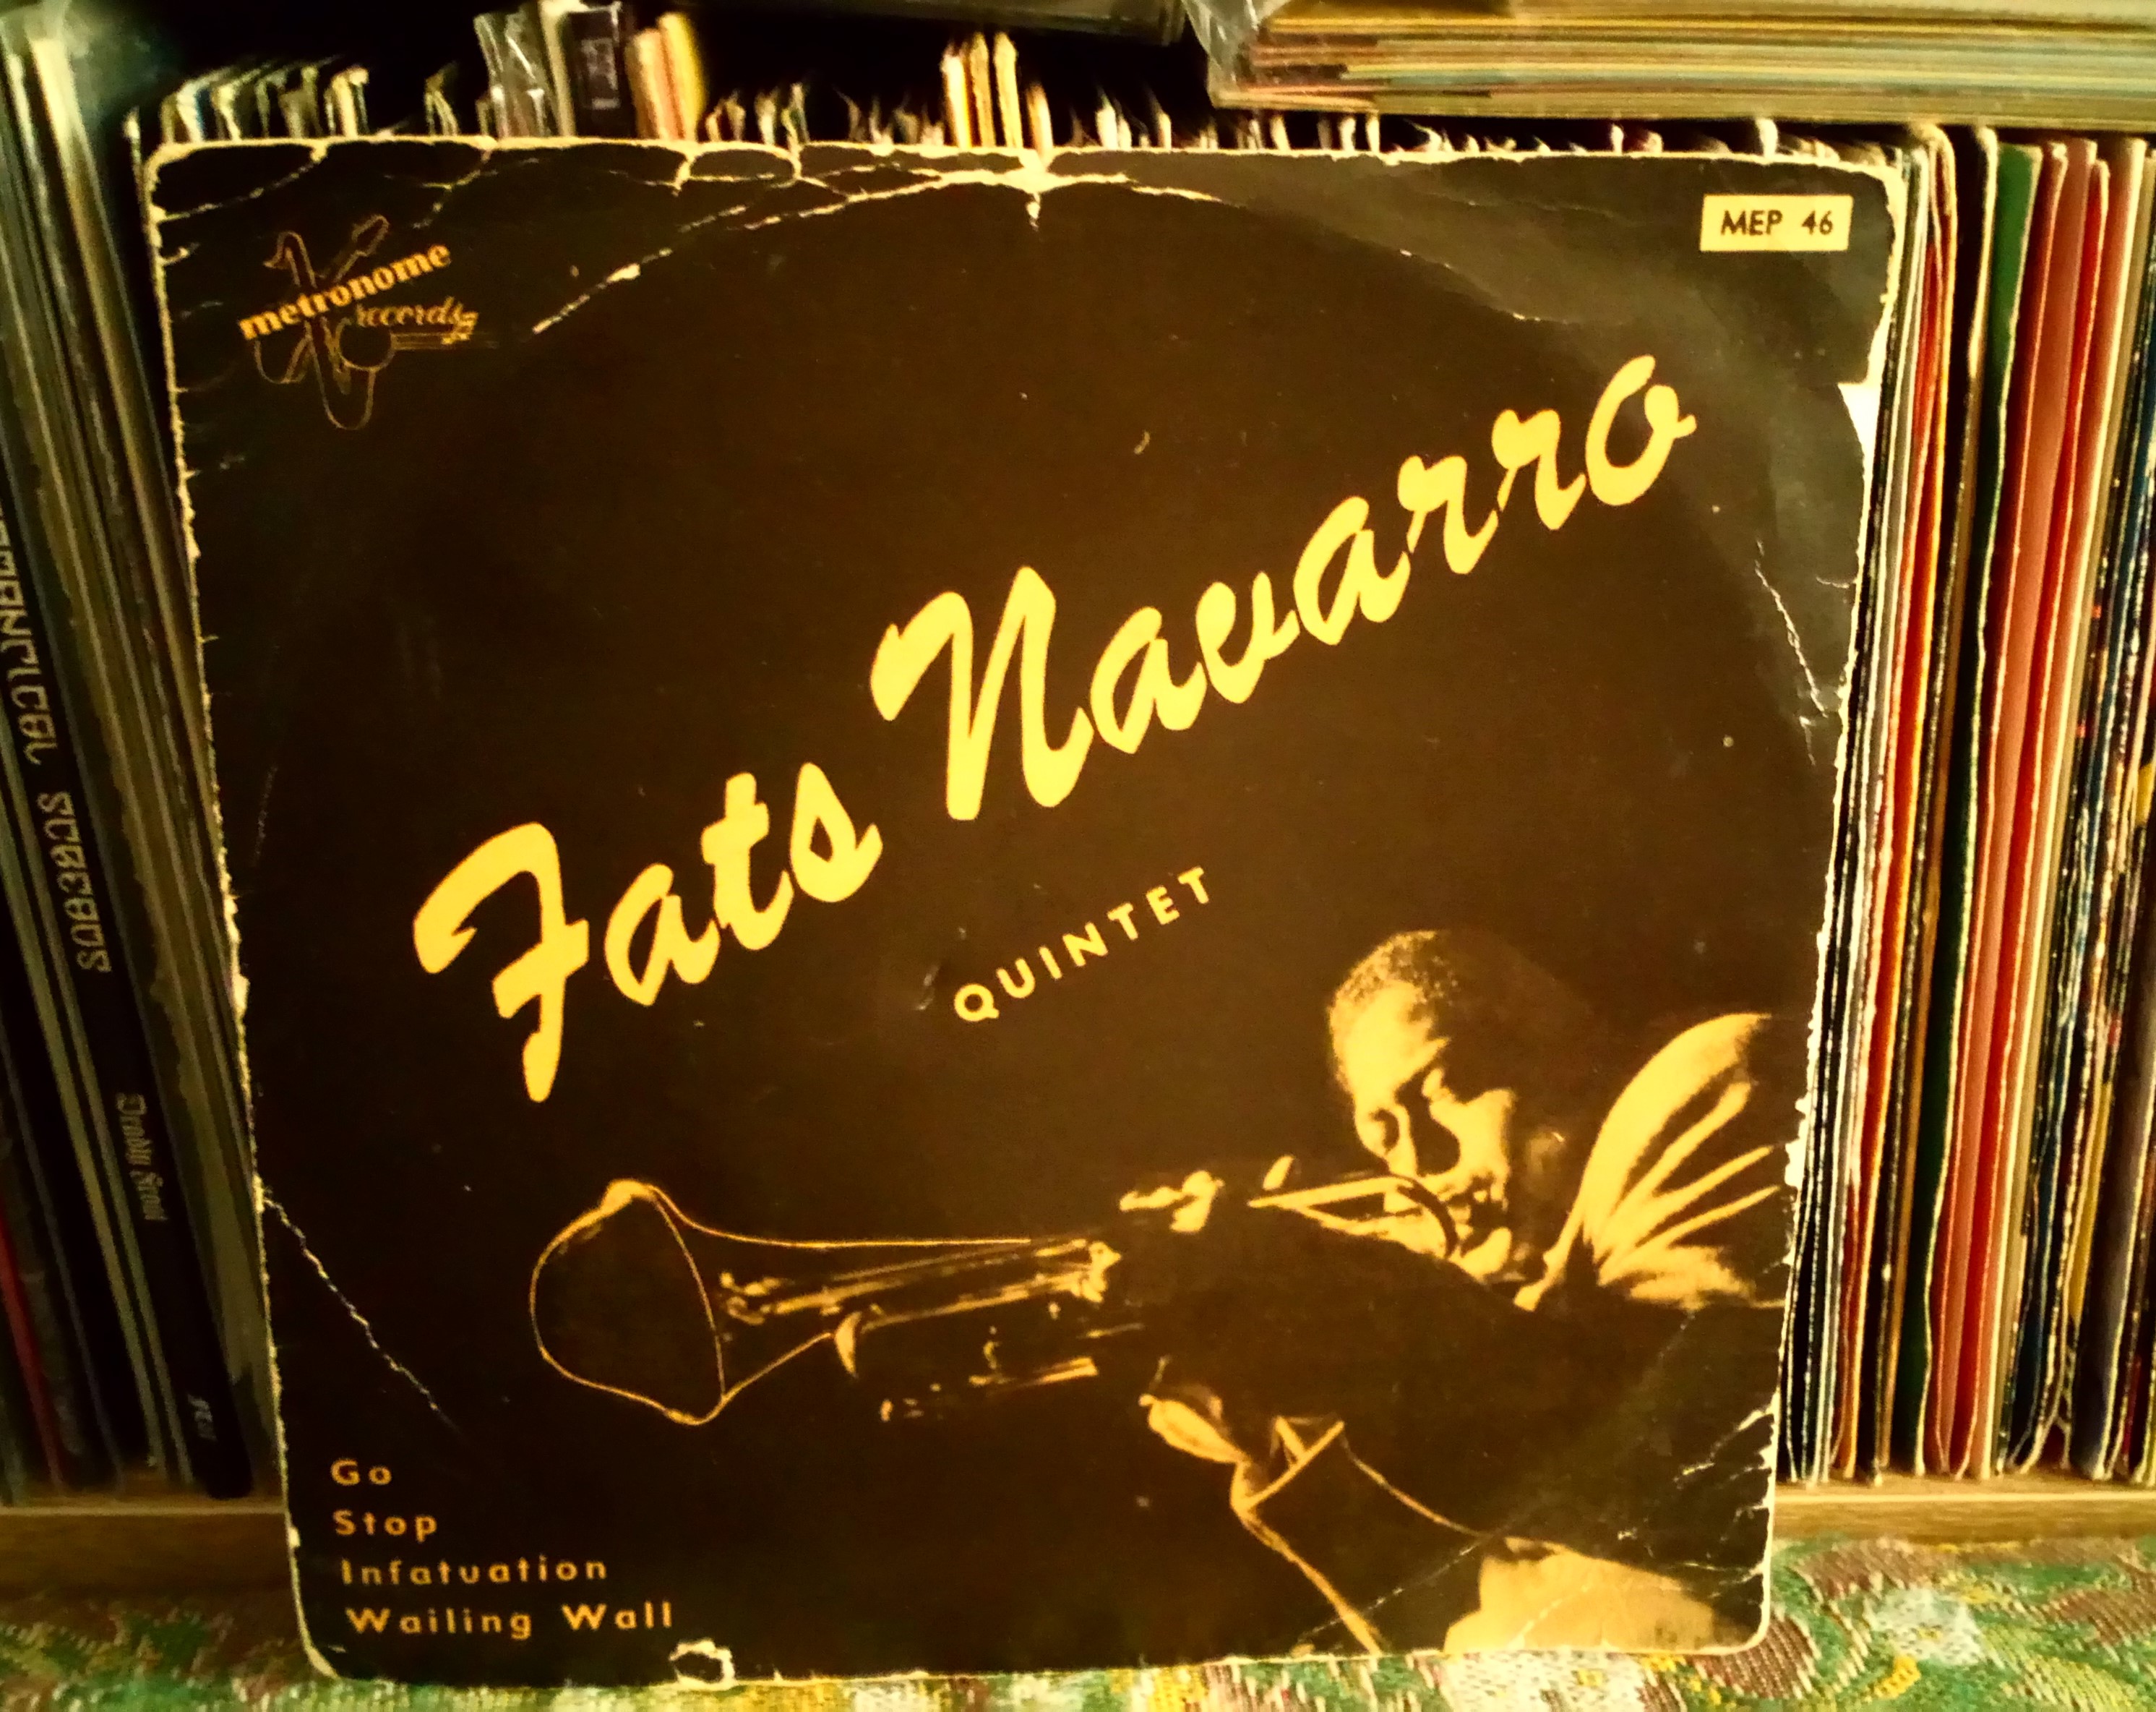 metronome
records
MEP 46
Fats Navarro
QUINTET
Go
Stop
Infatuation
Wailing Wall